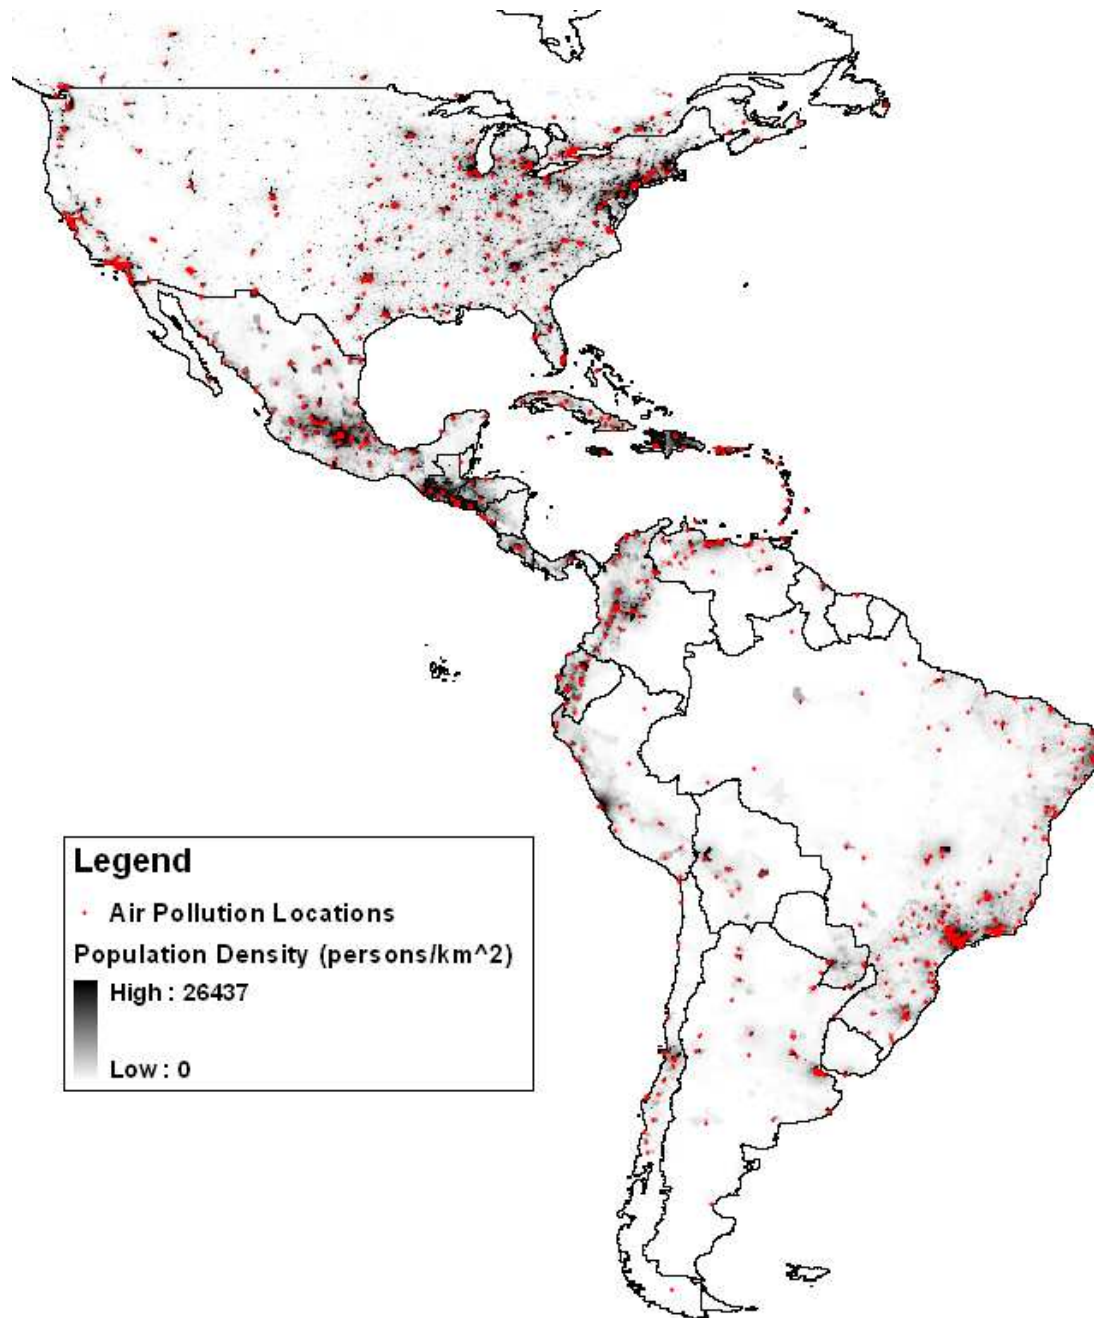 Legend
Air Pollution Locations
Population Density (persons/km^2)
High : 26437
Low : 0